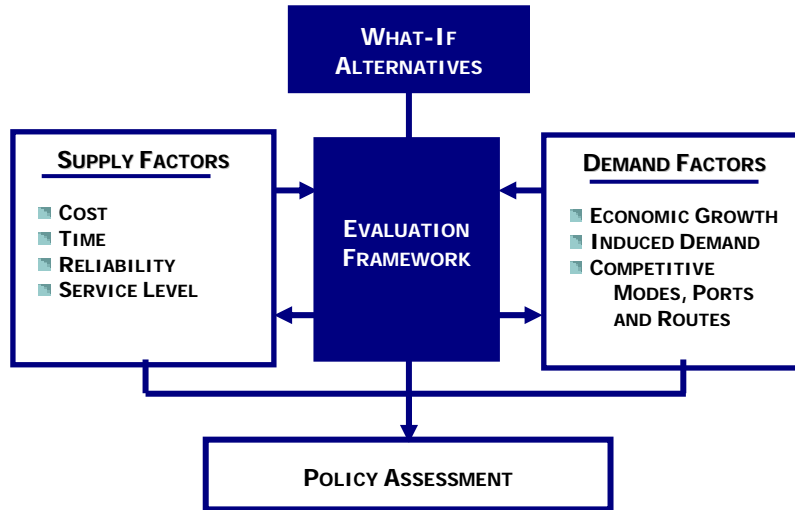 WHAT-IF
ALTERNATIVES
SUPPLY FACTORS
COST
TIME
RELIABILITY
SERVICE LEVEL
EVALUATION
FRAMEWORK
DEMAND FACTORS
ECONOMIC GROWTH
INDUCED DEMAND
COMPETITIVE
MODES, PORTS
AND ROUTES
POLICY ASSESSMENT